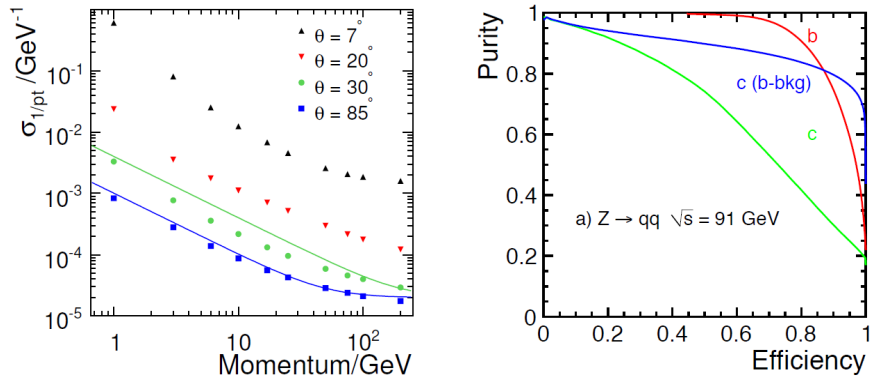 σ1/pt /GeV-1
10-1
10-2
10-3
10-4
10-5
θ = 7°
θ = 20°
θ = 30°
θ = 85°
1
10
102
Momentum/GeV
Purity
1
0.8
0.6
0.4
0.2
0
b
c (b-bkg)
c
a) Z → qq √s = 91 GeV
0 0.2 0.4 0.6 0.8 1
Efficiency